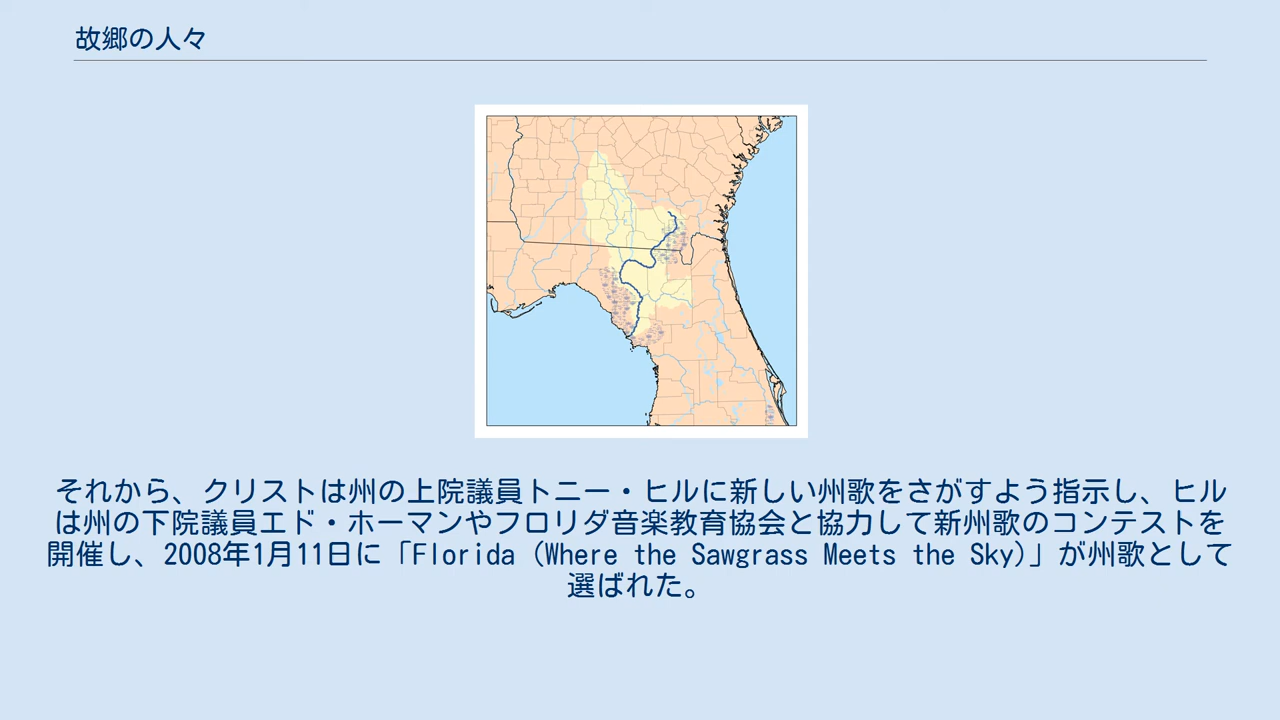 故郷の人々
それから、クリストは州の上院議員トニー・ヒルに新しい州歌をさがすよう指示し、ヒル
は州の下院議員エド・ホーマンやフロリダ音楽教育協会と協力して新州歌のコンテストを
開催し、2008年1月11日に「Florida (Where the Sawgrass Meets the Sky)」が州歌として
選ばれた。